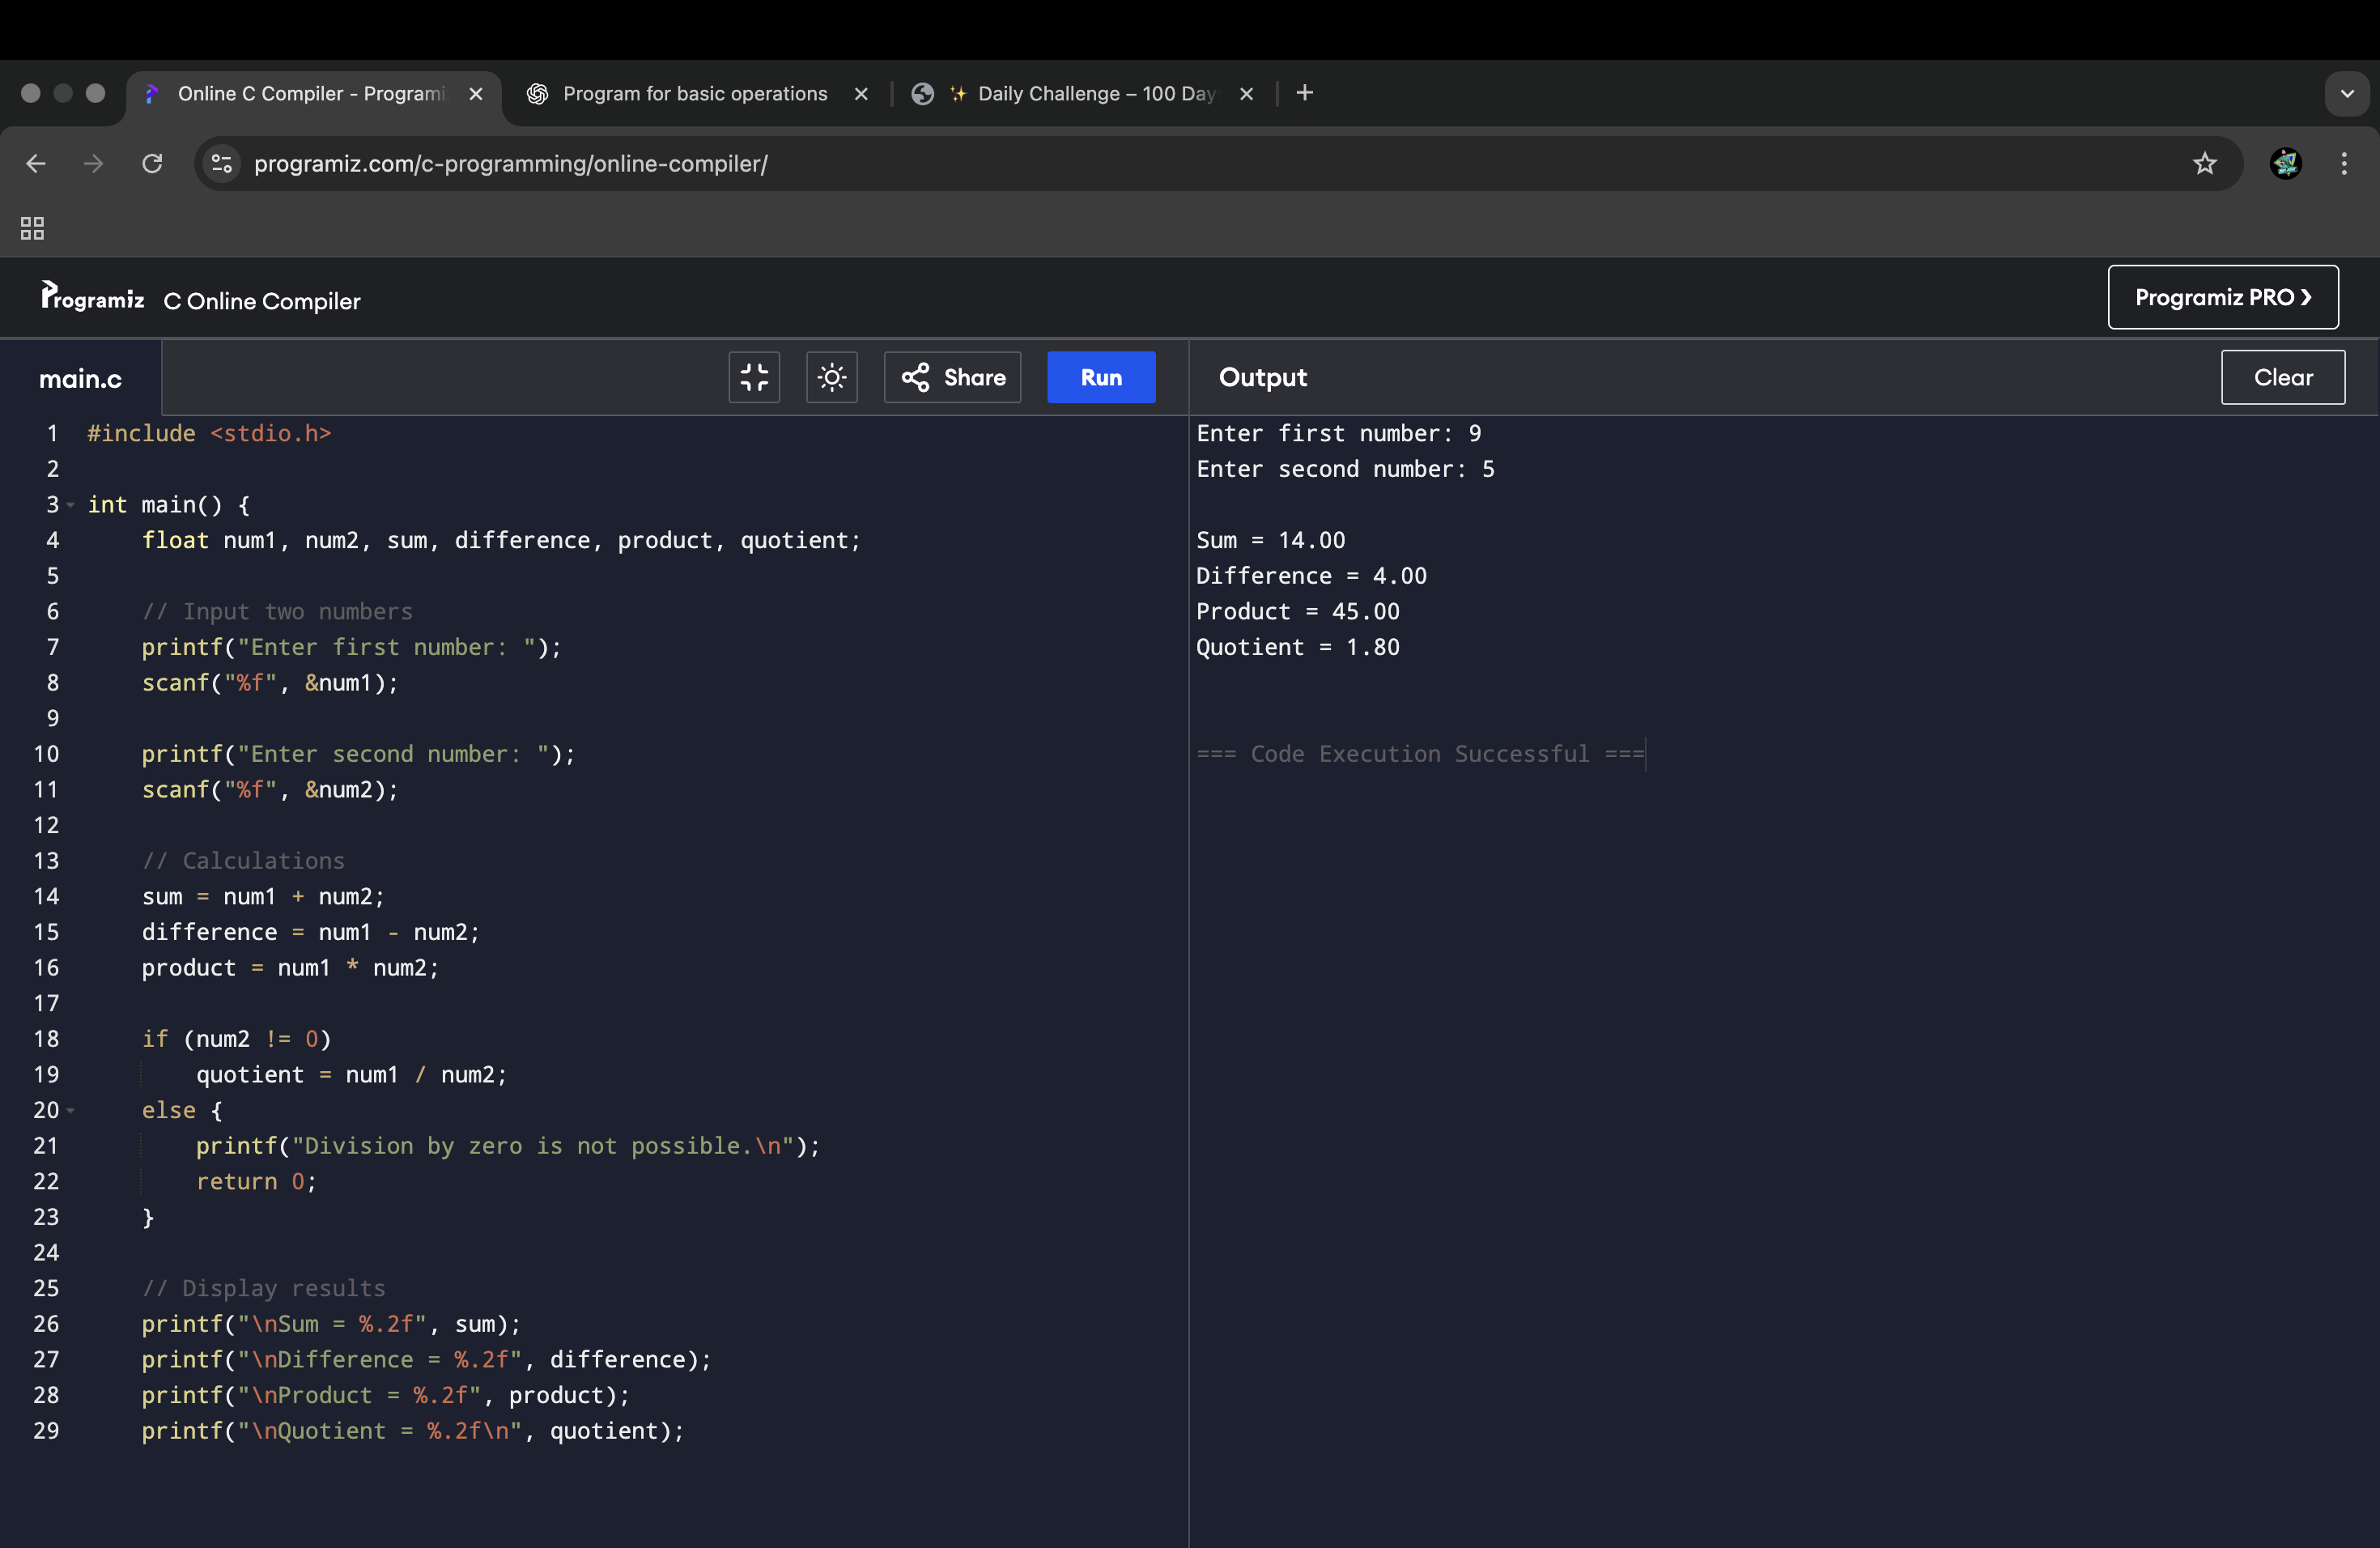 Online C Compiler - Programi
Program for basic operations
✨ Daily Challenge – 100 Day
programiz.com/c-programming/online-compiler/
Programiz C Online Compiler
Programiz PRO ❯
main.c
Share
Run
Output
Clear
1 #include <stdio.h>
2
3 int main() {
4     float num1, num2, sum, difference, product, quotient;
5
6     // Input two numbers
7     printf("Enter first number: ");
8     scanf("%f", &num1);
9
10     printf("Enter second number: ");
11     scanf("%f", &num2);
12
13     // Calculations
14     sum = num1 + num2;
15     difference = num1 - num2;
16     product = num1 * num2;
17
18     if (num2 != 0)
19         quotient = num1 / num2;
20     else {
21         printf("Division by zero is not possible.\n");
22         return 0;
23     }
24
25     // Display results
26     printf("\nSum = %.2f", sum);
27     printf("\nDifference = %.2f", difference);
28     printf("\nProduct = %.2f", product);
29     printf("\nQuotient = %.2f\n", quotient);
Enter first number: 9
Enter second number: 5
Sum = 14.00
Difference = 4.00
Product = 45.00
Quotient = 1.80
=== Code Execution Successful ===